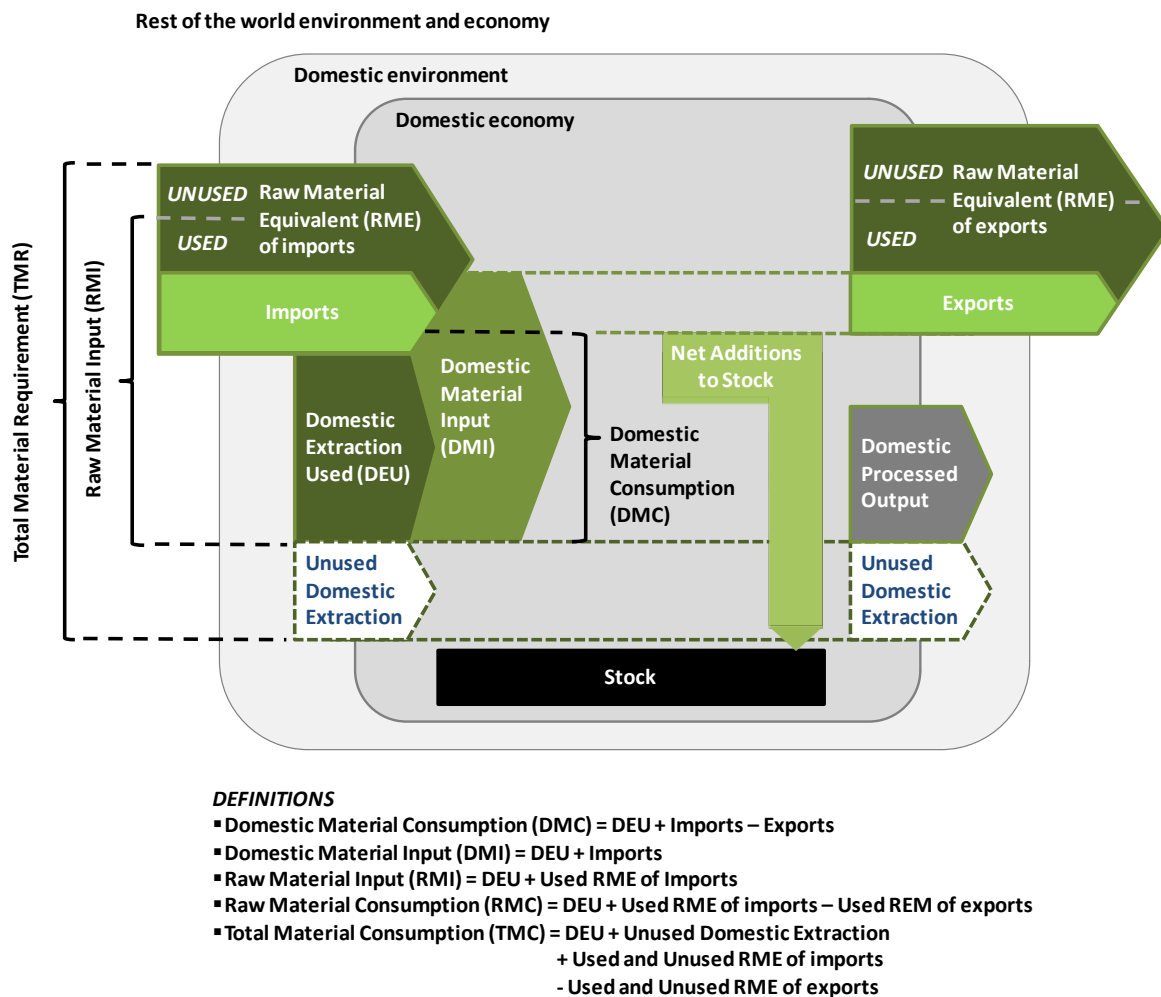 Rest of the world environment and economy
Domestic environment
Domestic economy
Total Material Requirement (TMR)
Raw Material Input (RMI)
UNUSED
USED
Raw Material
Equivalent (RME)
of imports
Imports
Domestic
Extraction
Used (DEU)
Domestic
Material
Input
(DMI)
Unused
Domestic
Extraction
Domestic
Material
Consumption
(DMC)
Net Additions
to Stock
UNUSED
USED
Raw Material
Equivalent (RME)
of exports
Exports
Domestic
Processed
Output
Unused
Domestic
Extraction
Stock
DEFINITIONS
▪Domestic Material Consumption (DMC) = DEU + Imports – Exports
▪Domestic Material Input (DMI) = DEU + Imports
▪Raw Material Input (RMI) = DEU + Used RME of Imports
▪Raw Material Consumption (RMC) = DEU + Used RME of imports – Used REM of exports
▪Total Material Consumption (TMC) = DEU + Unused Domestic Extraction
+ Used and Unused RME of imports
- Used and Unused RME of exports